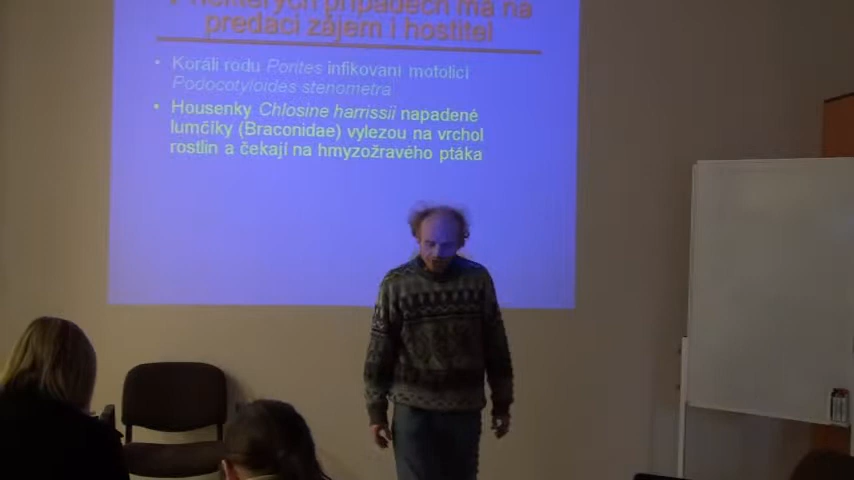 V některých případech má na
predaci zájem i hostitel
• Koráli rodu Porites infikovaní motolicí
Podocotyloides stenometra
• Housenky Chlosine harrissii napadené
lumčíky (Braconidae) vylezou na vrchol
rostlin a čekají na hmyzožravého ptáka